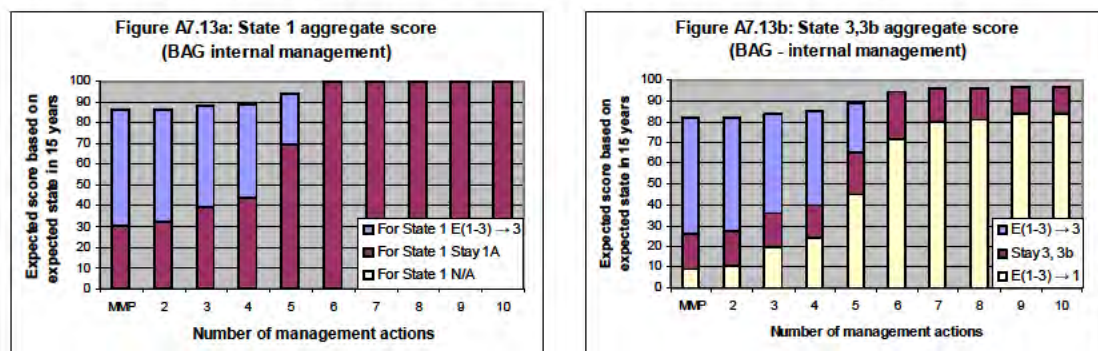 Figure A7.13a: State 1 aggregate score
(BAG internal management)
Expected score based on
expected state in 15 years
100
90
80
70
60
50
40
30
20
10
0
For State 1 E(1-3) → 3
For State 1 Stay 1A
For State 1 N/A
MMP 2 3 4 5 6 7 8 9 10
Number of management actions
Figure A7.13b: State 3,3b aggregate score
(BAG - internal management)
Expected score based on
expected state in 15 years
100
90
80
70
60
50
40
30
20
10
0
E(1-3) → 3
Stay 3, 3b
E(1-3) → 1
MMP 2 3 4 5 6 7 8 9 10
Number of management actions